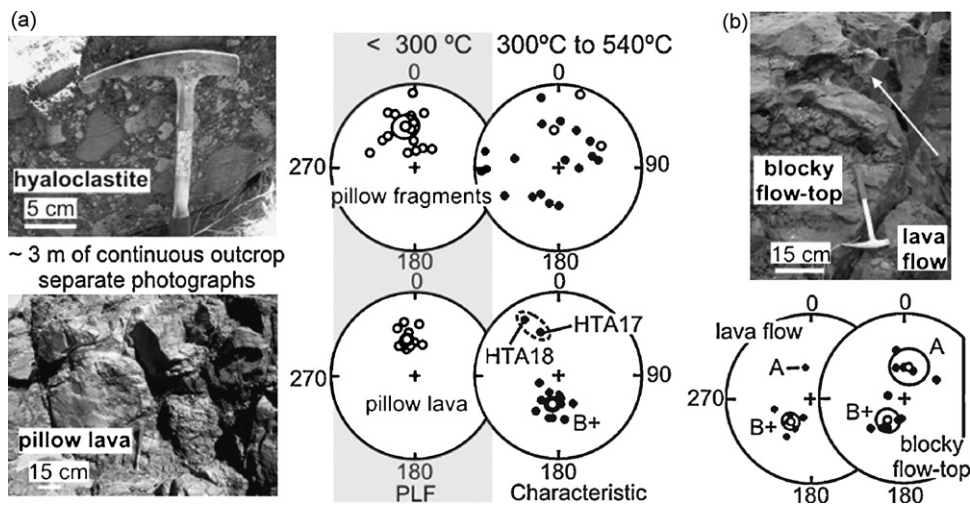 (a)
hyaloclastite
5 cm
~ 3 m of continuous outcrop
separate photographs
pillow lava
15 cm
< 300 ºC
300ºC to 540ºC
0
0
270
90
pillow fragments
180
180
0
0
HTA17
HTA18
270
90
pillow lava
B+
180
180
PLF
Characteristic
(b)
blocky
flow-top
lava
flow
15 cm
0
0
lava flow
A
A
270
90
B+
B+
blocky
flow-top
180
180